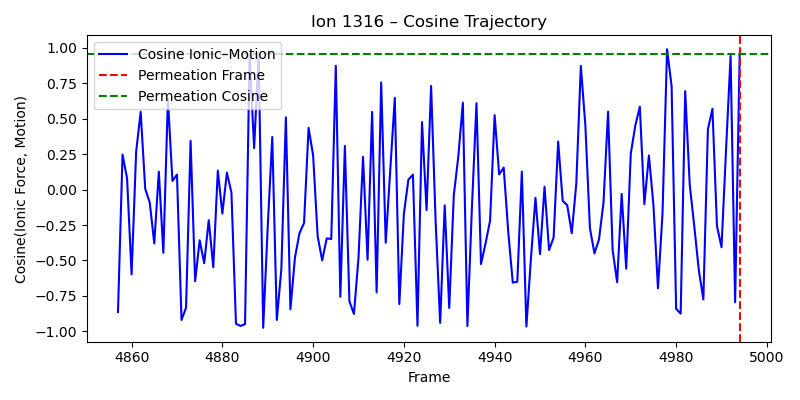 Ion 1316 – Cosine Trajectory
Cosine(Ionic Force, Motion)
1.00
0.75
0.50
0.25
0.00
−0.25
−0.50
−0.75
−1.00
Cosine Ionic–Motion
Permeation Frame
Permeation Cosine
4860 4880 4900 4920 4940 4960 4980 5000
Frame